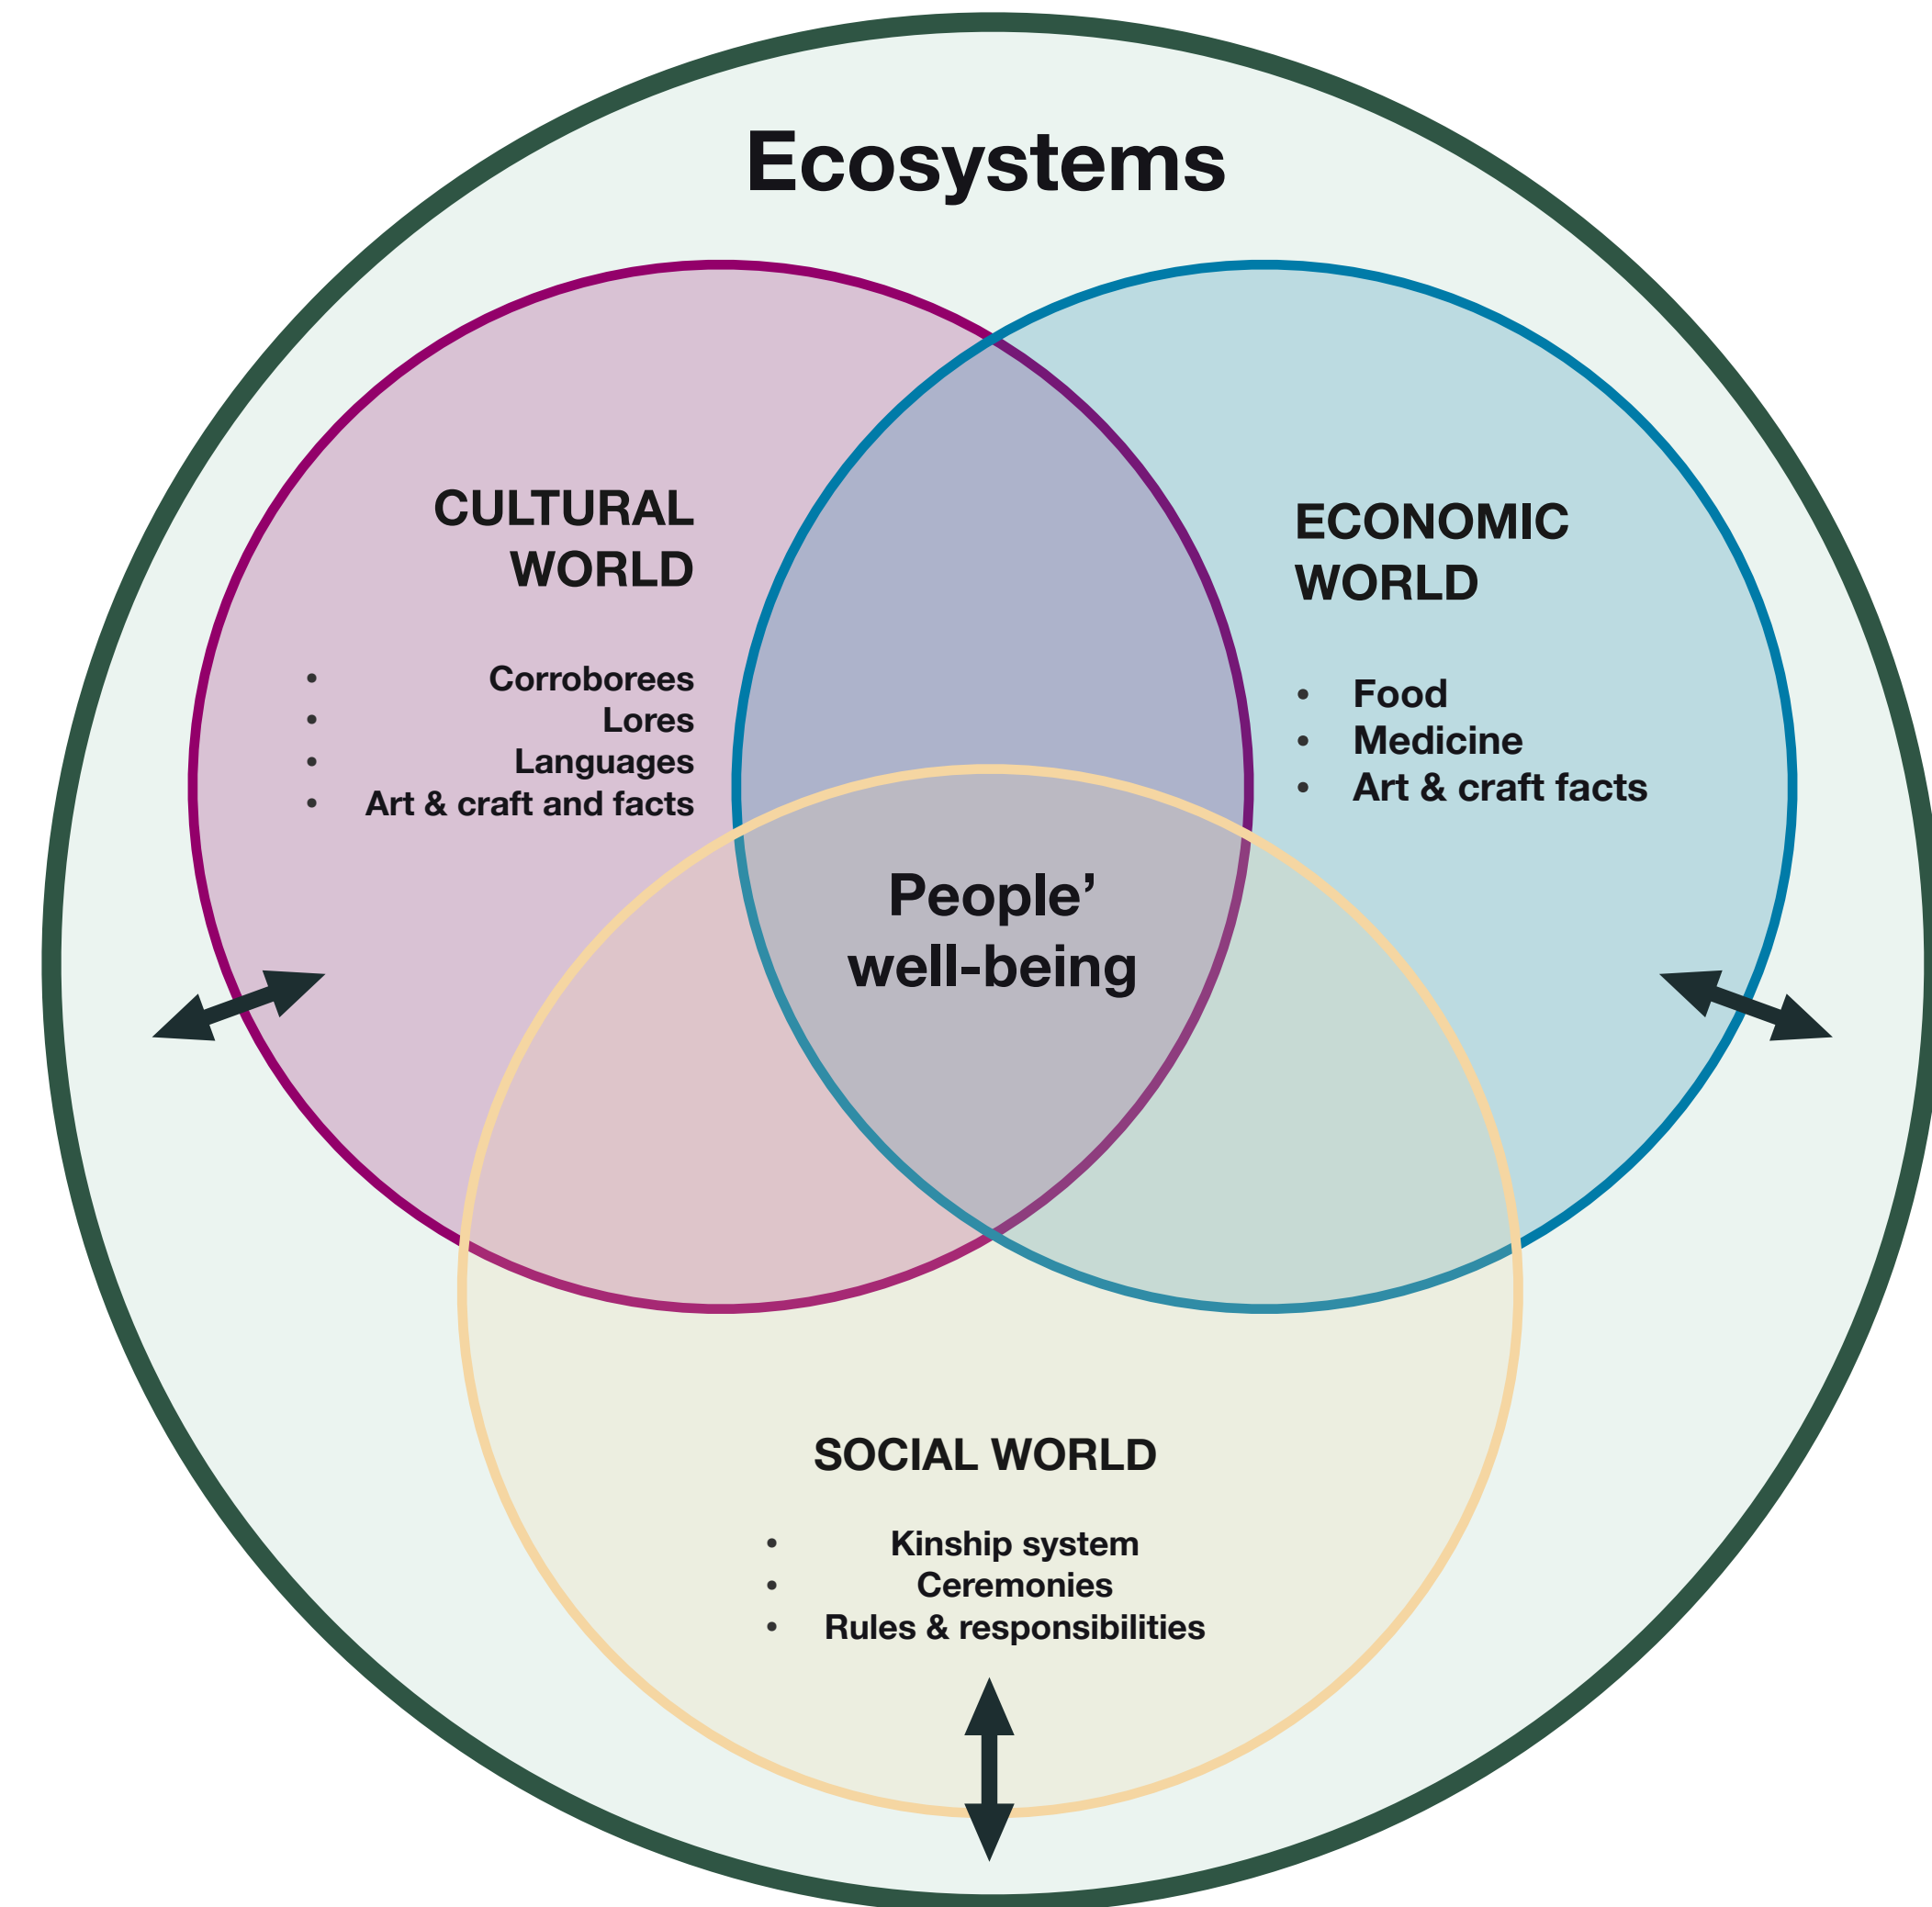 Ecosystems
CULTURAL
WORLD
• Corroborees
• Lores
• Languages
• Art & craft and facts
ECONOMIC
WORLD
• Food
• Medicine
• Art & craft facts
People’
well-being
SOCIAL WORLD
• Kinship system
• Ceremonies
• Rules & responsibilities